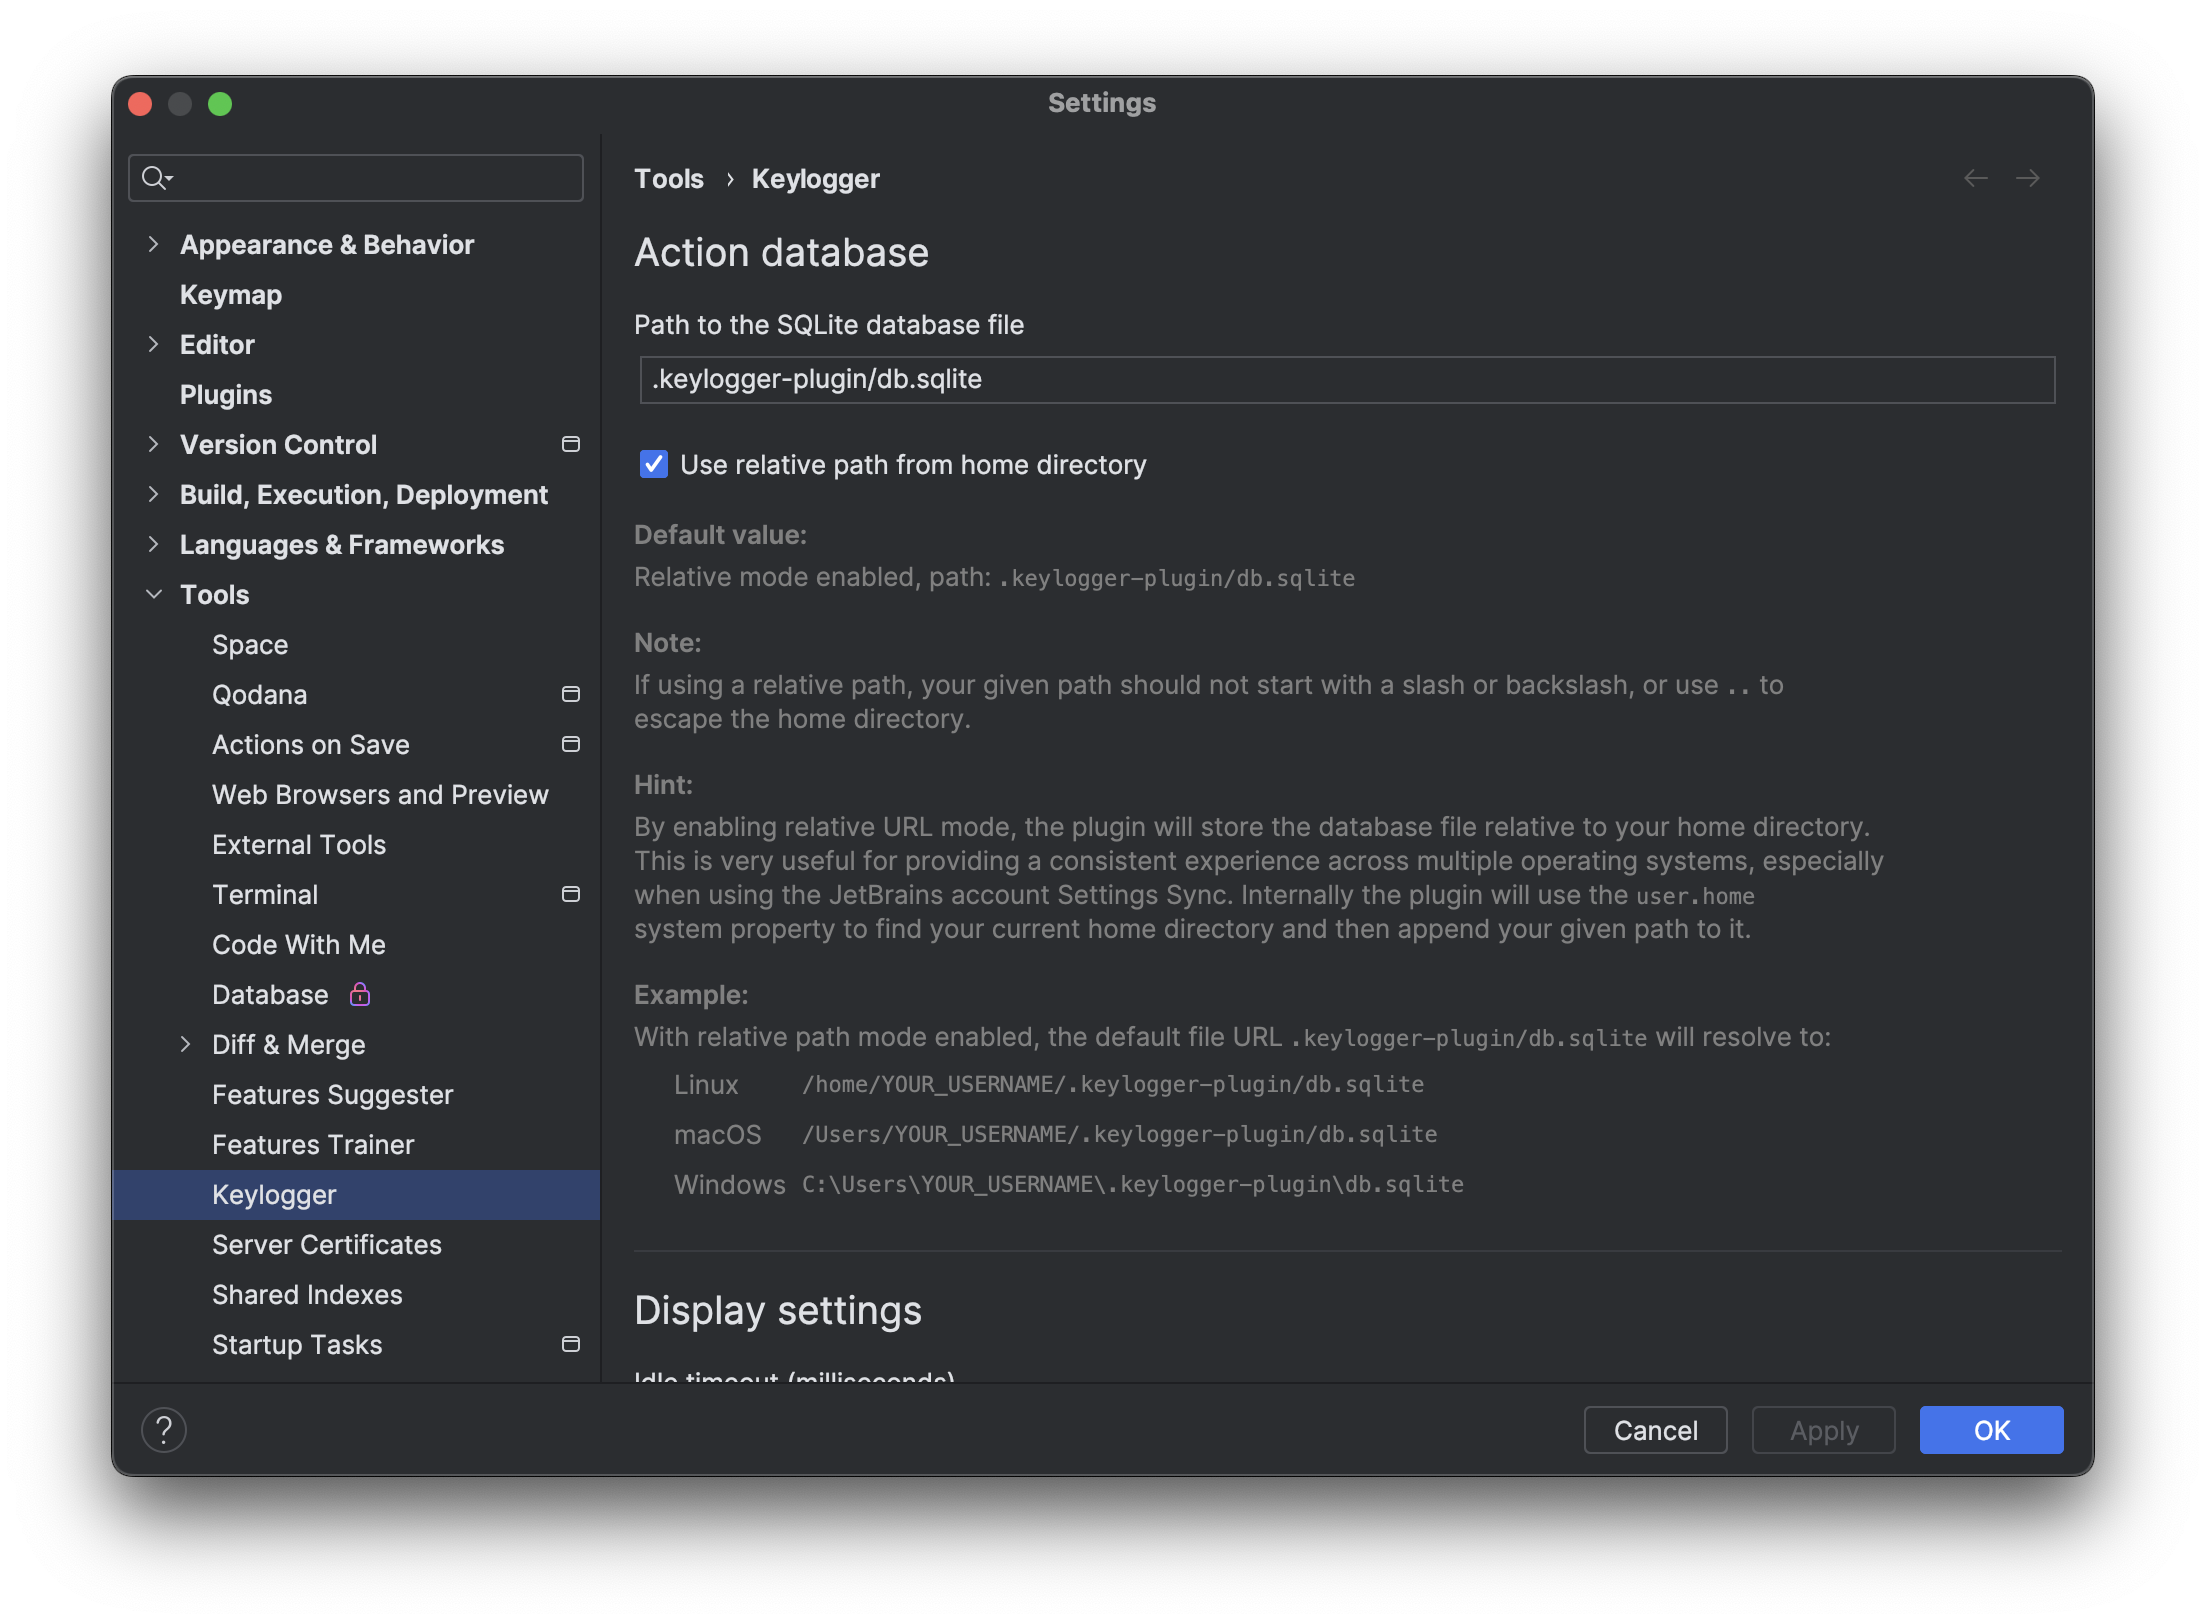 Settings
Appearance & Behavior
Keymap
Editor
Plugins
Version Control
Build, Execution, Deployment
Languages & Frameworks
Tools
Space
Qodana
Actions on Save
Web Browsers and Preview
External Tools
Terminal
Code With Me
Database
Diff & Merge
Features Suggester
Features Trainer
Keylogger
Server Certificates
Shared Indexes
Startup Tasks
Tools › Keylogger
Action database
Path to the SQLite database file
.keylogger-plugin/db.sqlite
Use relative path from home directory
Default value:
Relative mode enabled, path: .keylogger-plugin/db.sqlite
Note:
If using a relative path, your given path should not start with a slash or backslash, or use .. to
escape the home directory.
Hint:
By enabling relative URL mode, the plugin will store the database file relative to your home directory.
This is very useful for providing a consistent experience across multiple operating systems, especially
when using the JetBrains account Settings Sync. Internally the plugin will use the user.home
system property to find your current home directory and then append your given path to it.
Example:
With relative path mode enabled, the default file URL .keylogger-plugin/db.sqlite will resolve to:
Linux /home/YOUR_USERNAME/.keylogger-plugin/db.sqlite
macOS /Users/YOUR_USERNAME/.keylogger-plugin/db.sqlite
Windows C:\Users\YOUR_USERNAME\.keylogger-plugin\db.sqlite
Display settings
Idle timeout (milliseconds)
?
Cancel
Apply
OK